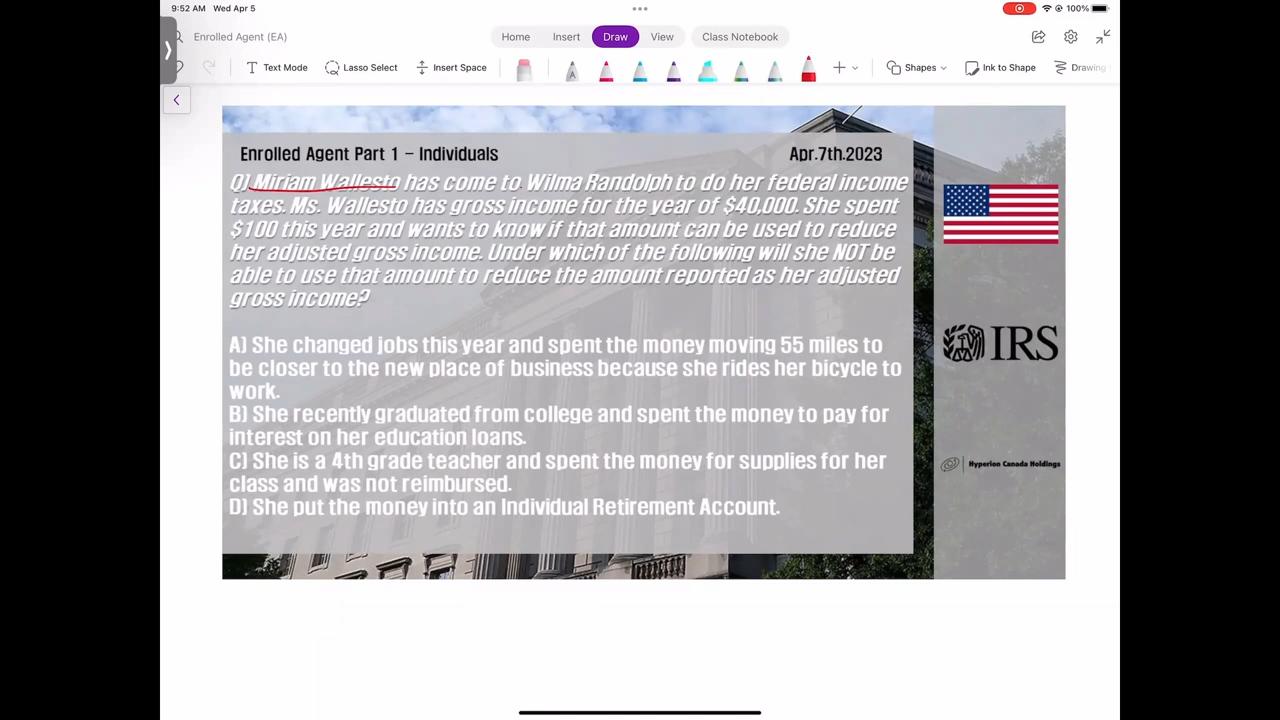 9:52 AM Wed Apr 5
100%
Enrolled Agent (EA)
Home Insert Draw View Class Notebook
Text Mode Lasso Select Insert Space Shapes Ink to Shape Drawing
Enrolled Agent Part 1 – Individuals Apr.7th.2023
Q) Miriam Wallesto has come to Wilma Randolph to do her federal income
taxes. Ms. Wallesto has gross income for the year of $40,000. She spent
$100 this year and wants to know if that amount can be used to reduce
her adjusted gross income. Under which of the following will she NOT be
able to use that amount to reduce the amount reported as her adjusted
gross income?
A) She changed jobs this year and spent the money moving 55 miles to
be closer to the new place of business because she rides her bicycle to
work.
B) She recently graduated from college and spent the money to pay for
interest on her education loans.
C) She is a 4th grade teacher and spent the money for supplies for her
class and was not reimbursed.
D) She put the money into an Individual Retirement Account.
IRS
Hyperion Canada Holdings